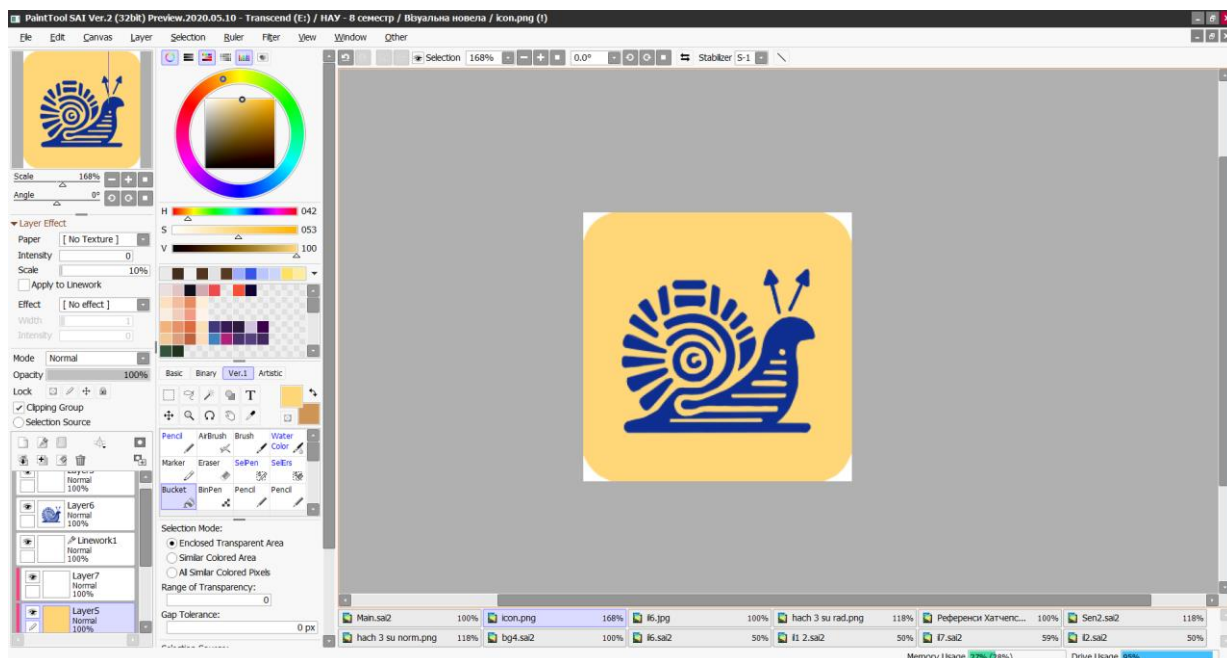 PaintTool SAI Ver.2 (32bit) Preview.2020.05.10 - Transcend (E:) / НАУ - 8 семестр / Візуальна новела / icon.png (!)
File Edit Canvas Layer Selection Ruler Filter View Window Other
Selection 168% 0.0° Stabilizer S-1
Scale 168%
Angle 0°
Layer Effect
Paper [ No Texture ]
Intensity 0
Scale 10%
Apply to Linework
Effect [ No effect ]
Width 1
Intensity 0
Mode Normal
Opacity 100%
Lock
Clipping Group
Selection Source
100%
Layer6
Normal
100%
Linework1
Normal
100%
Layer7
Normal
100%
Layer5
Normal
100%
H 042
S 053
V 100
Basic Binary Ver.1 Artistic
T
Pencil AirBrush Brush Water Color
Marker Eraser SelPen SelErs
Bucket BinPen Pencil Pencil
Selection Mode:
Enclosed Transparent Area
Similar Colored Area
All Similar Colored Pixels
Range of Transparency:
0
Gap Tolerance:
0 px
Main.sai2 100% icon.png 168% il6.jpg 100% hach 3 su rad.png 118% Референси Хатчепс... 100% Sen2.sai2 118%
hach 3 su norm.png 118% bg4.sai2 100% il6.sai2 50% il1 2.sai2 50% il7.sai2 59% il2.sai2 50%
Memory Usage 37% (38%) Drive Usage 95%